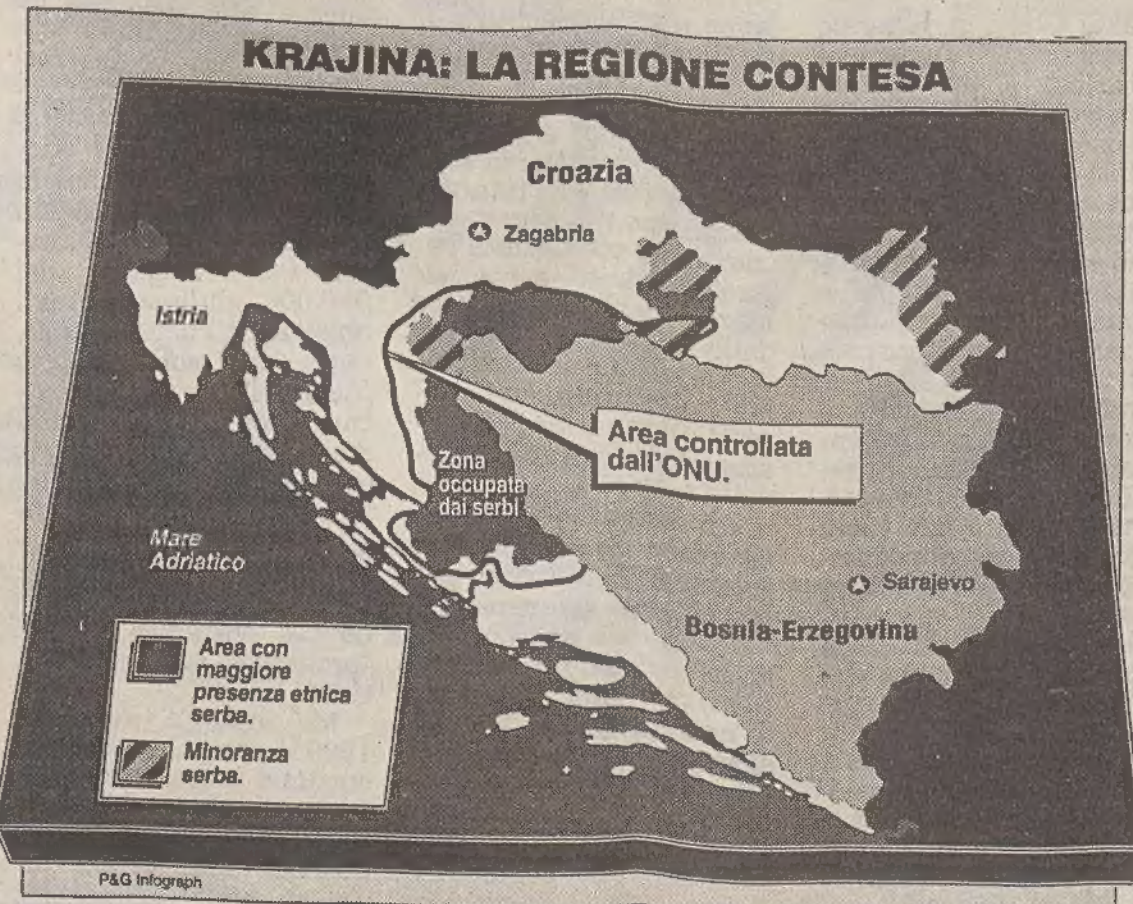 KRAJINA: LA REGIONE CONTESA
Croazia
Zagabria
Istria
Area controllata
dall'ONU.
Zona
occupata
dai serbi
Mare
Adriatico
Sarajevo
Bosnia-Erzegovina
Area con
maggiore
presenza etnica
serba.
Minoranza
serba.
P&G Infograph